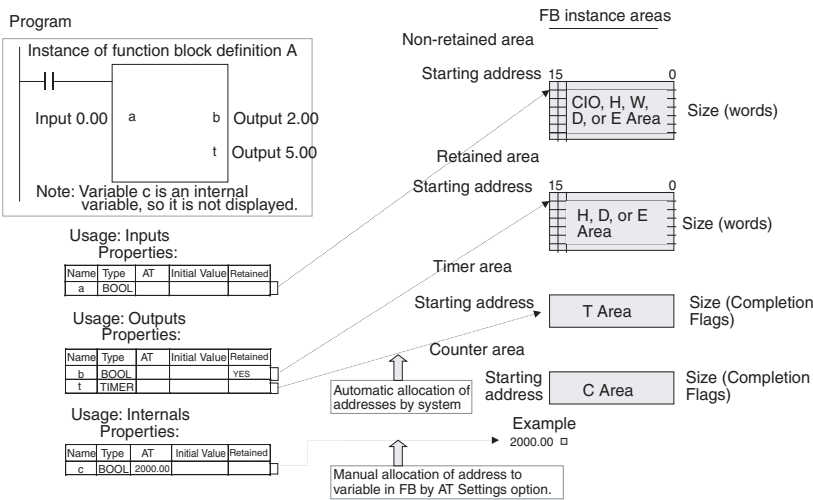 Program
Instance of function block definition A
Input 0.00
a
b
Output 2.00
t
Output 5.00
Note: Variable c is an internal
variable, so it is not displayed.
Usage: Inputs
Properties:
Name Type AT Initial Value Retained
a BOOL
Usage: Outputs
Properties:
Name Type AT Initial Value Retained
b BOOL YES
t TIMER
Usage: Internals
Properties:
Name Type AT Initial Value Retained
c BOOL 2000.00
FB instance areas
Non-retained area
Starting address
15
0
CIO, H, W,
D, or E Area
Size (words)
Retained area
Starting address
15
0
H, D, or E
Area
Size (words)
Timer area
Starting address
T Area
Size (Completion
Flags)
Counter area
Starting
address
C Area
Size (Completion
Flags)
Automatic allocation of
addresses by system
Example
2000.00
Manual allocation of address to
variable in FB by AT Settings option.